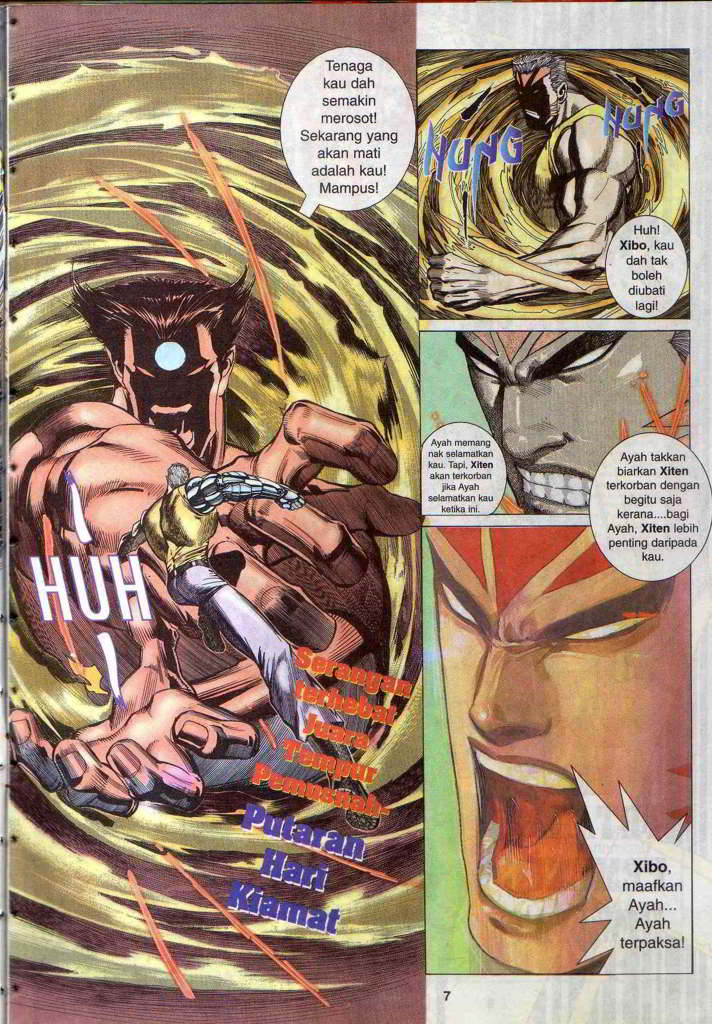 Tenaga
kau dah
semakin
merosot!
Sekarang yang
akan mati
adalah kau!
Mampus!
HUH
Serangan
terhebat
Juara
Tempur
Pemusnah-
Putaran
Hari
Kiamat
HUNG
HUNG
Huh!
Xibo, kau
dah tak
boleh
diubati
lagi!
Ayah memang
nak selamatkan
kau. Tapi, Xiten
akan terkorban
jika Ayah
selamatkan kau
ketika ini.
Ayah takkan
biarkan Xiten
terkorban dengan
begitu saja
kerana....bagi
Ayah, Xiten lebih
penting daripada
kau.
Xibo,
maafkan
Ayah...
Ayah
terpaksa!
7